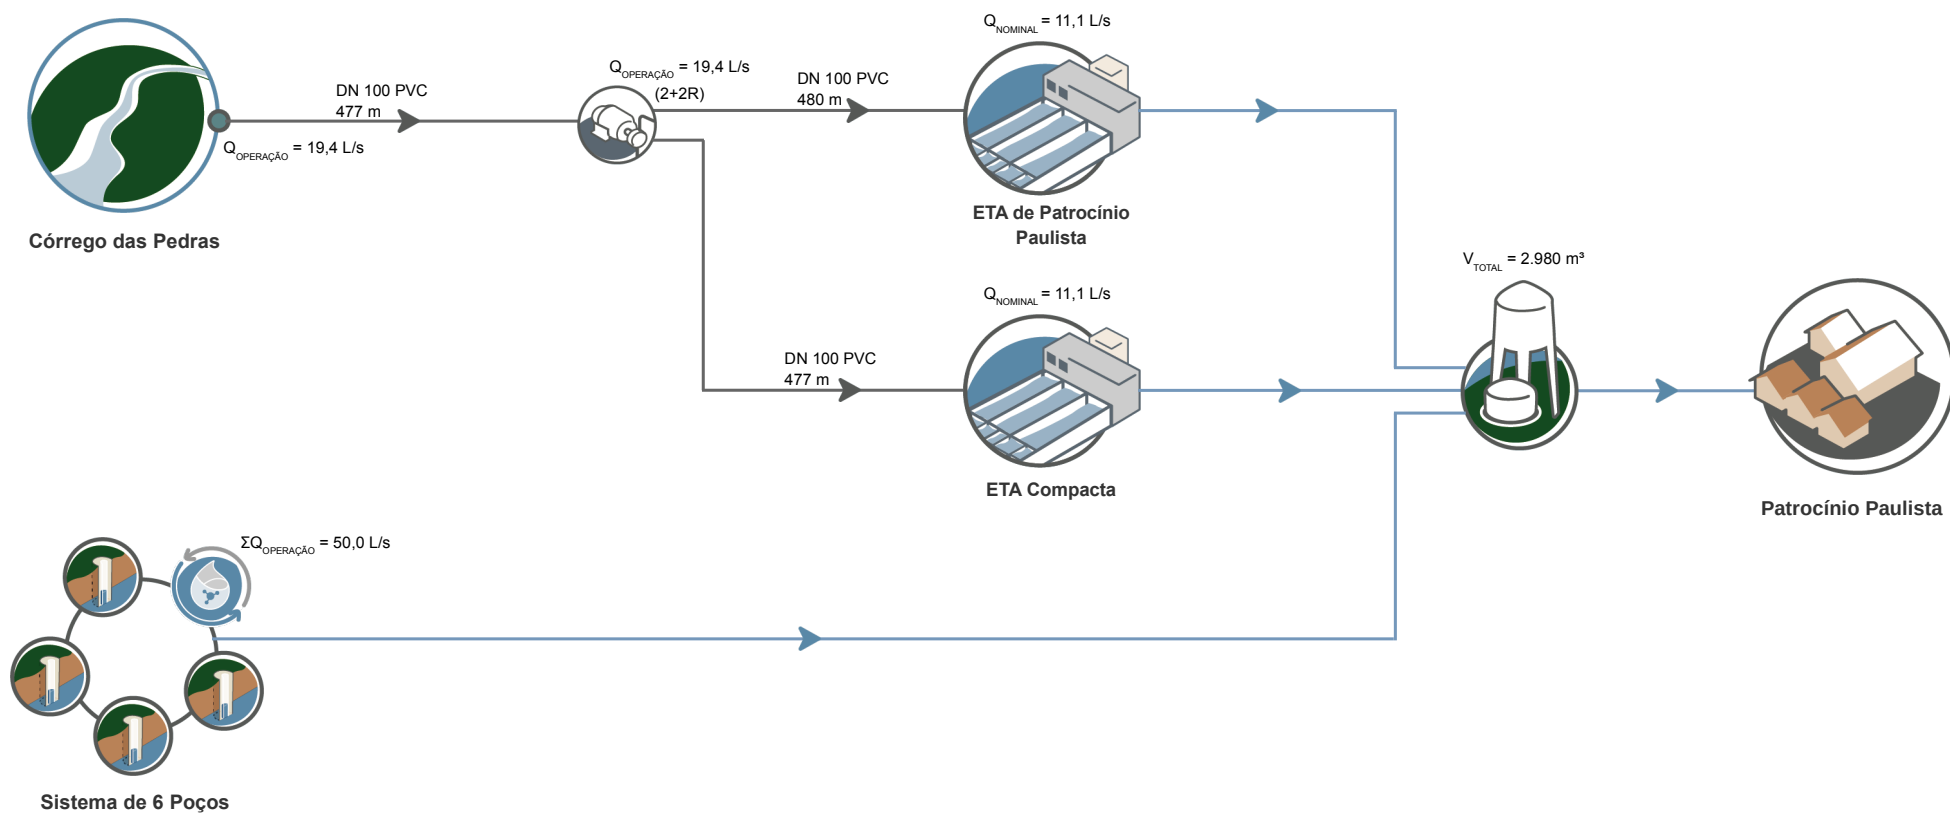 Q_NOMINAL = 11,1 L/s
DN 100 PVC
477 m
Q_OPERAÇÃO = 19,4 L/s
(2+2R)
DN 100 PVC
480 m
Q_OPERAÇÃO = 19,4 L/s
Córrego das Pedras
ETA de Patrocínio
Paulista
Q_NOMINAL = 11,1 L/s
V_TOTAL = 2.980 m³
DN 100 PVC
477 m
ETA Compacta
Patrocínio Paulista
ΣQ_OPERAÇÃO = 50,0 L/s
Sistema de 6 Poços